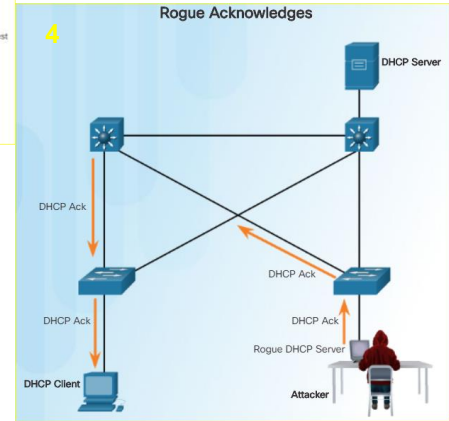 Rogue Acknowledges
est
4
DHCP Server
DHCP Ack
DHCP Ack
DHCP Ack
DHCP Ack
Rogue DHCP Server
DHCP Client
Attacker